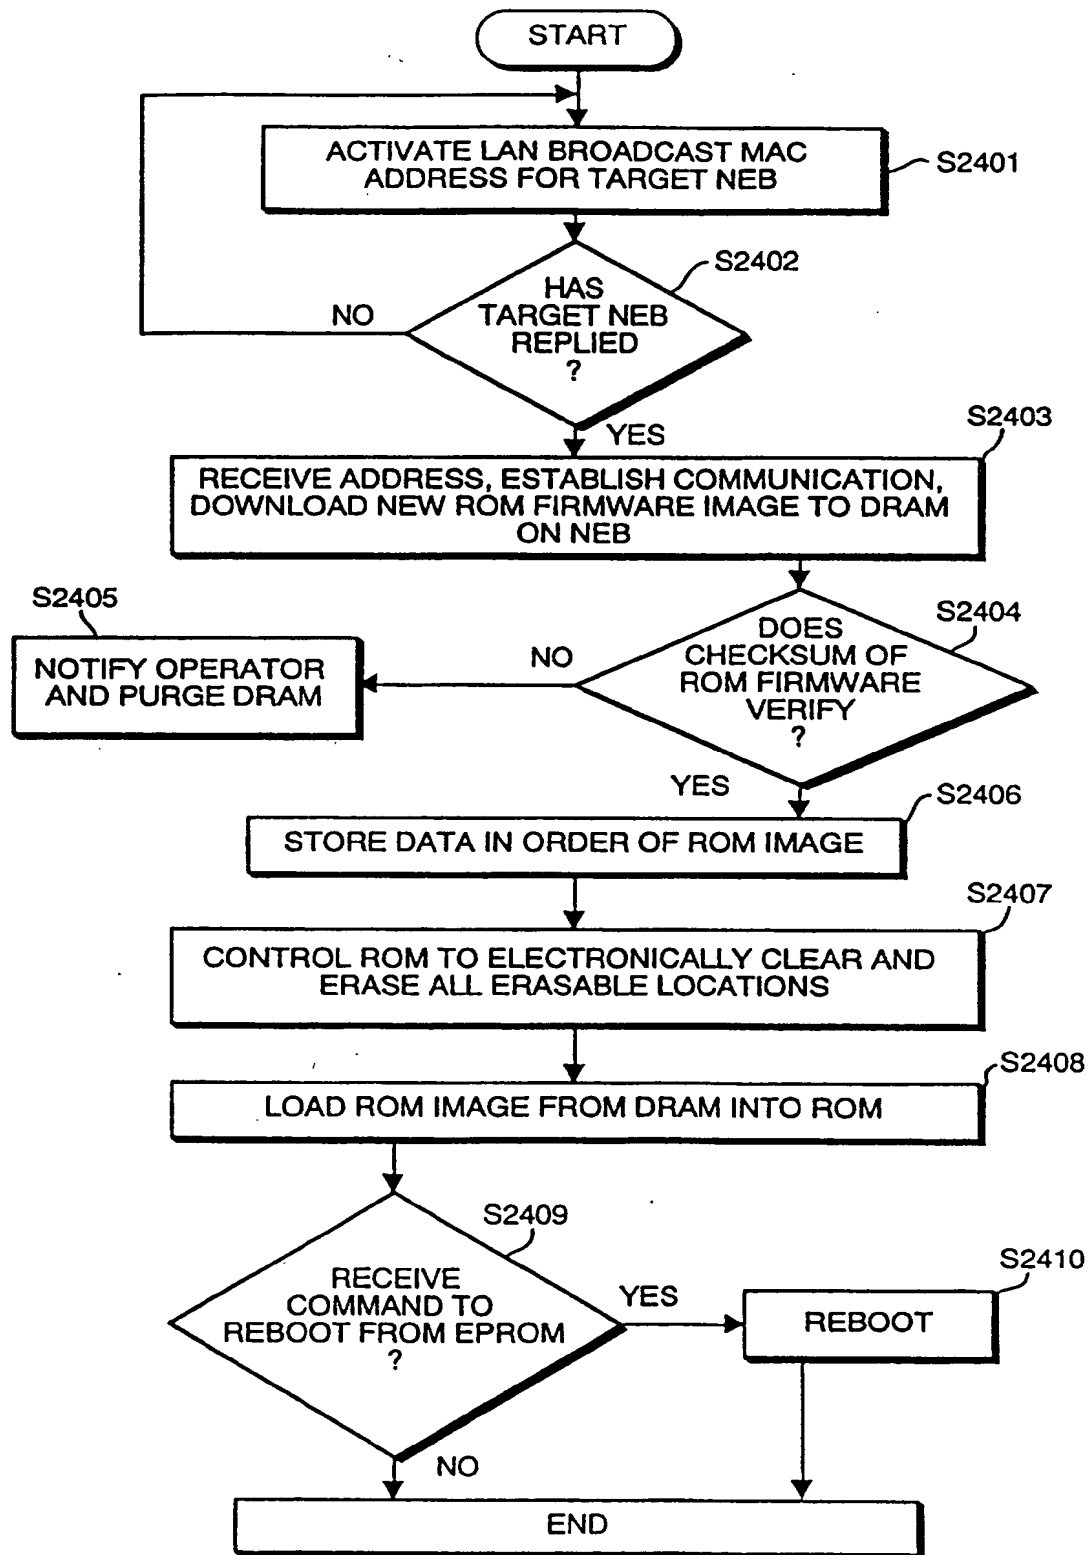 START
ACTIVATE LAN BROADCAST MAC
ADDRESS FOR TARGET NEB
S2401
S2402
HAS
TARGET NEB
REPLIED
?
NO
YES
S2403
RECEIVE ADDRESS, ESTABLISH COMMUNICATION,
DOWNLOAD NEW ROM FIRMWARE IMAGE TO DRAM
ON NEB
S2405
S2404
NOTIFY OPERATOR
AND PURGE DRAM
NO
DOES
CHECKSUM OF
ROM FIRMWARE
VERIFY
?
YES
S2406
STORE DATA IN ORDER OF ROM IMAGE
S2407
CONTROL ROM TO ELECTRONICALLY CLEAR AND
ERASE ALL ERASABLE LOCATIONS
S2408
LOAD ROM IMAGE FROM DRAM INTO ROM
S2409
RECEIVE
COMMAND TO
REBOOT FROM EPROM
?
YES
S2410
REBOOT
NO
END